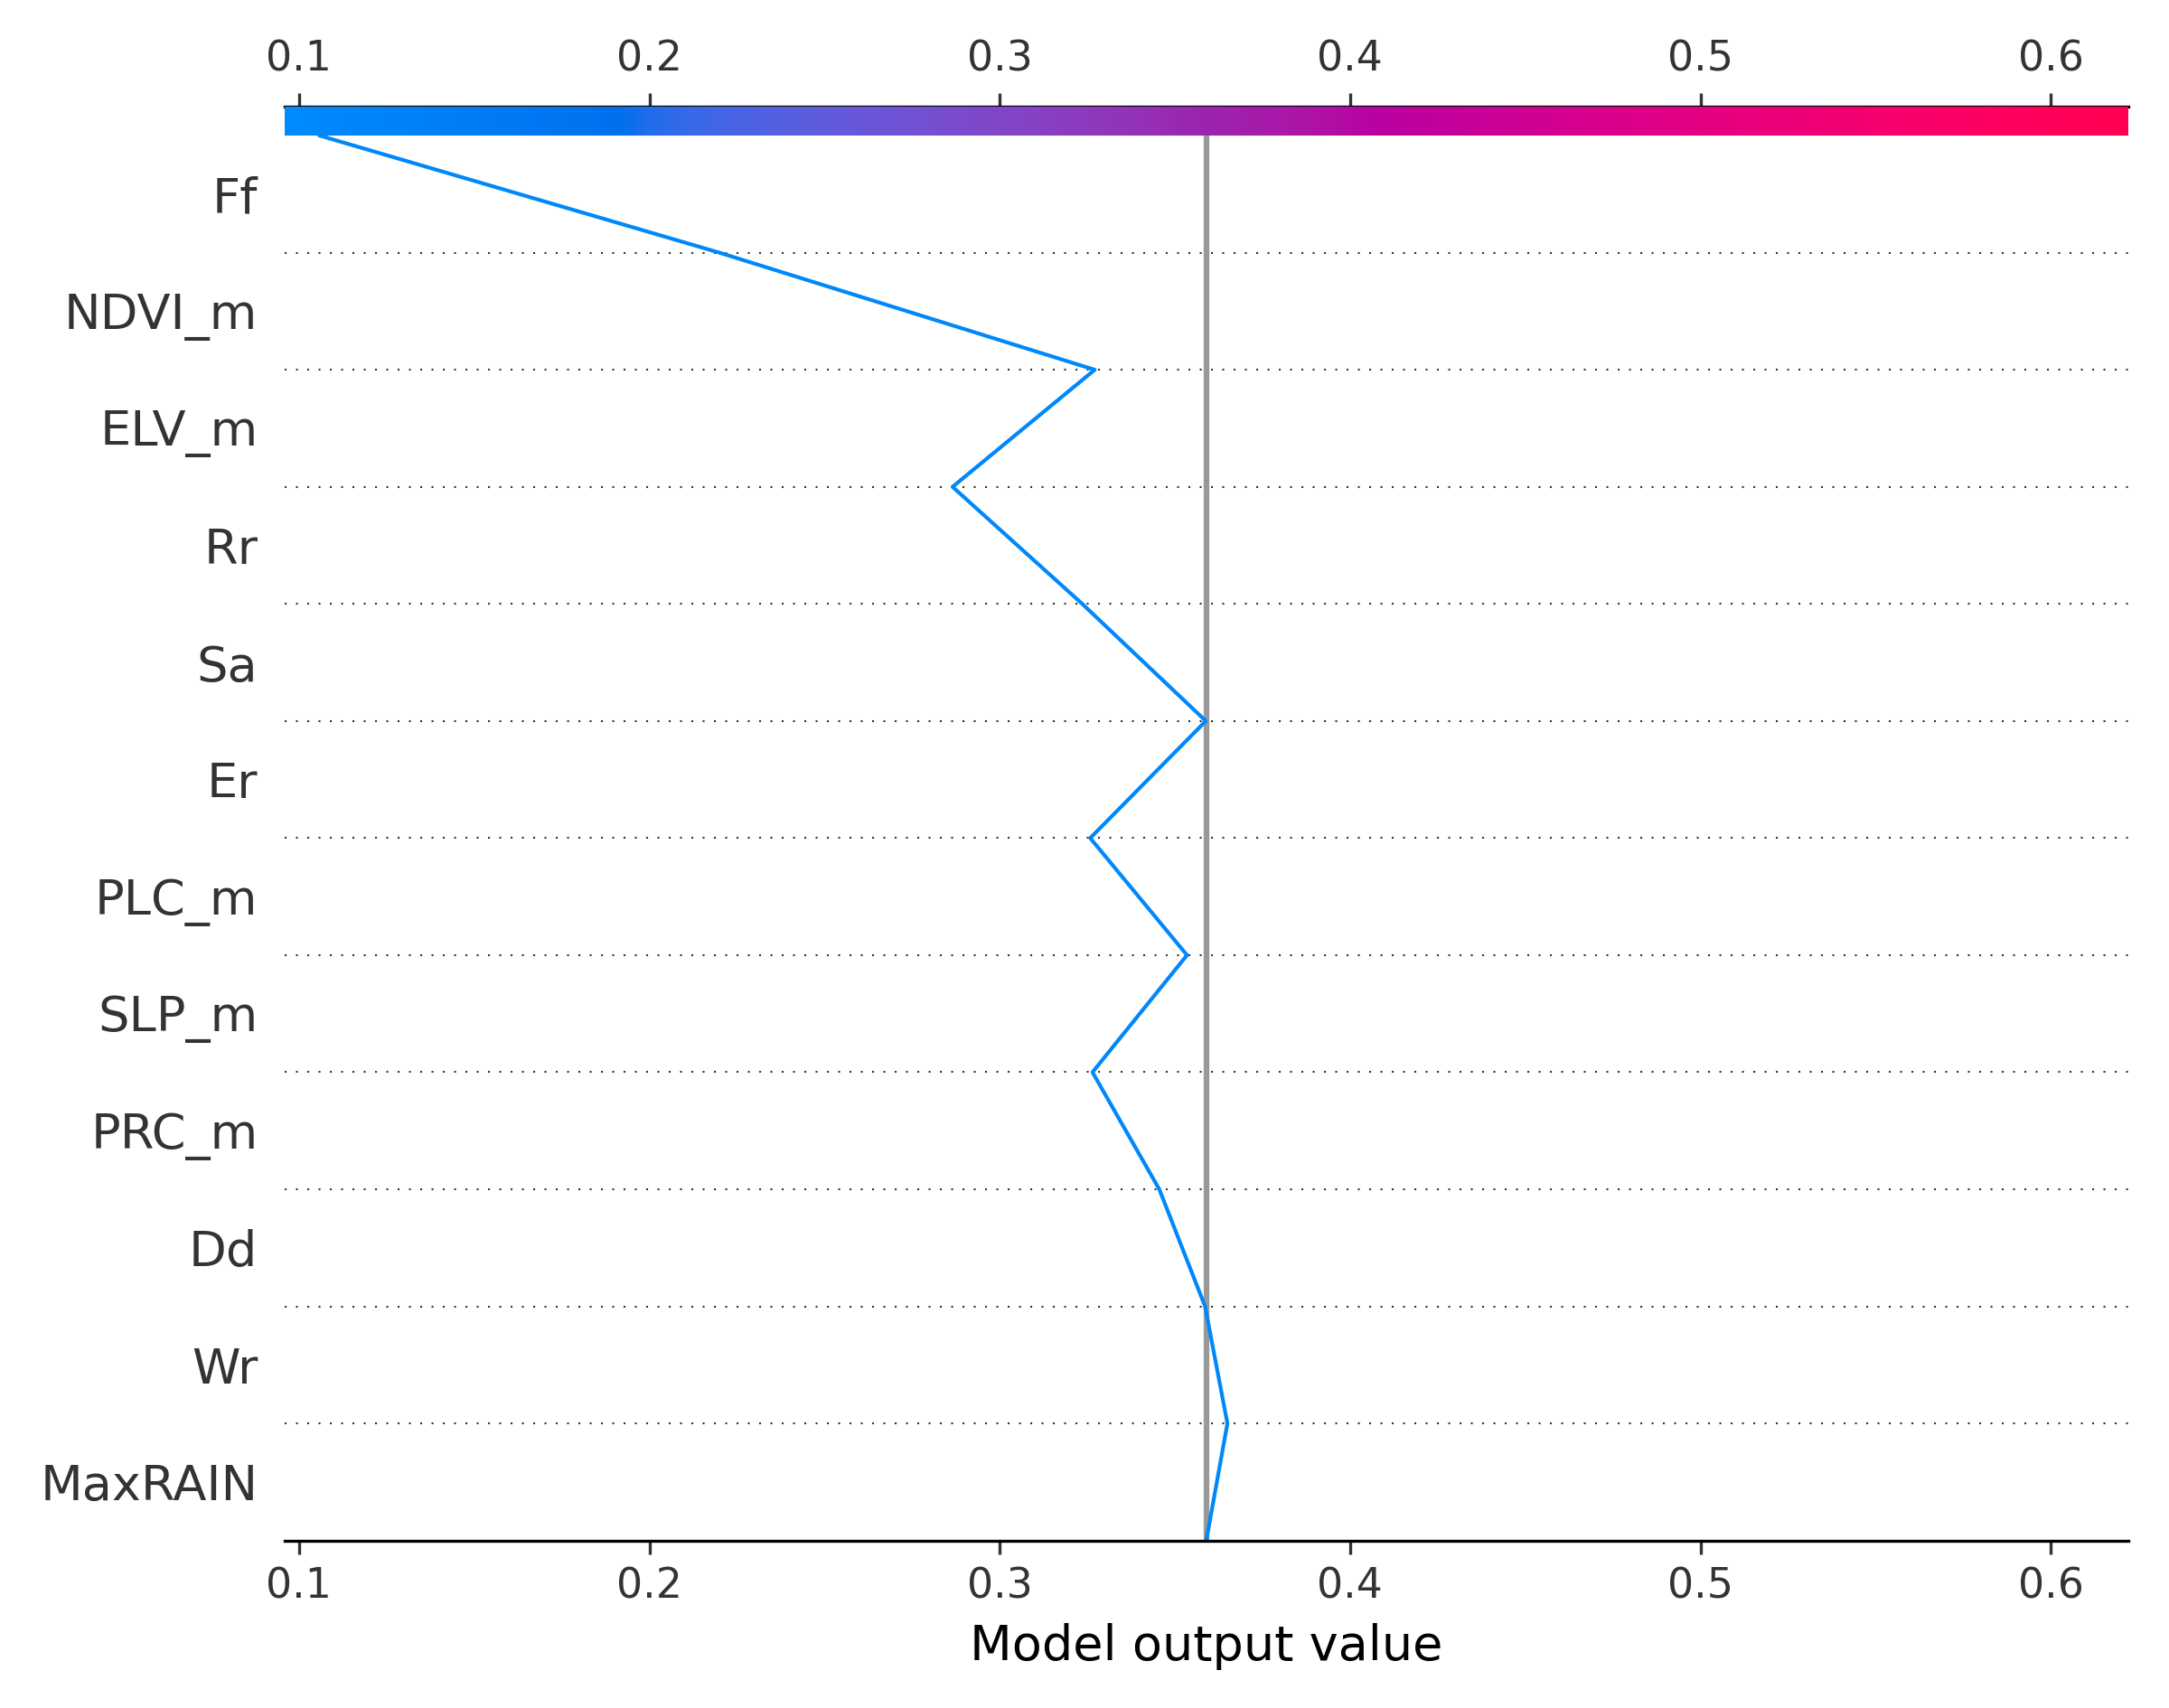 0.1 0.2 0.3 0.4 0.5 0.6
Ff
NDVI_m
ELV_m
Rr
Sa
Er
PLC_m
SLP_m
PRC_m
Dd
Wr
MaxRAIN
0.1 0.2 0.3 0.4 0.5 0.6
Model output value